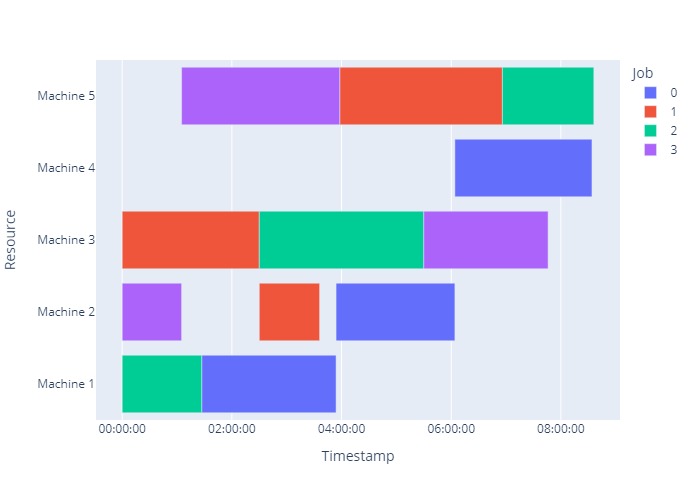 Job
0
1
2
3
Machine 5
Machine 4
Machine 3
Machine 2
Machine 1
Resource
00:00:00 02:00:00 04:00:00 06:00:00 08:00:00
Timestamp